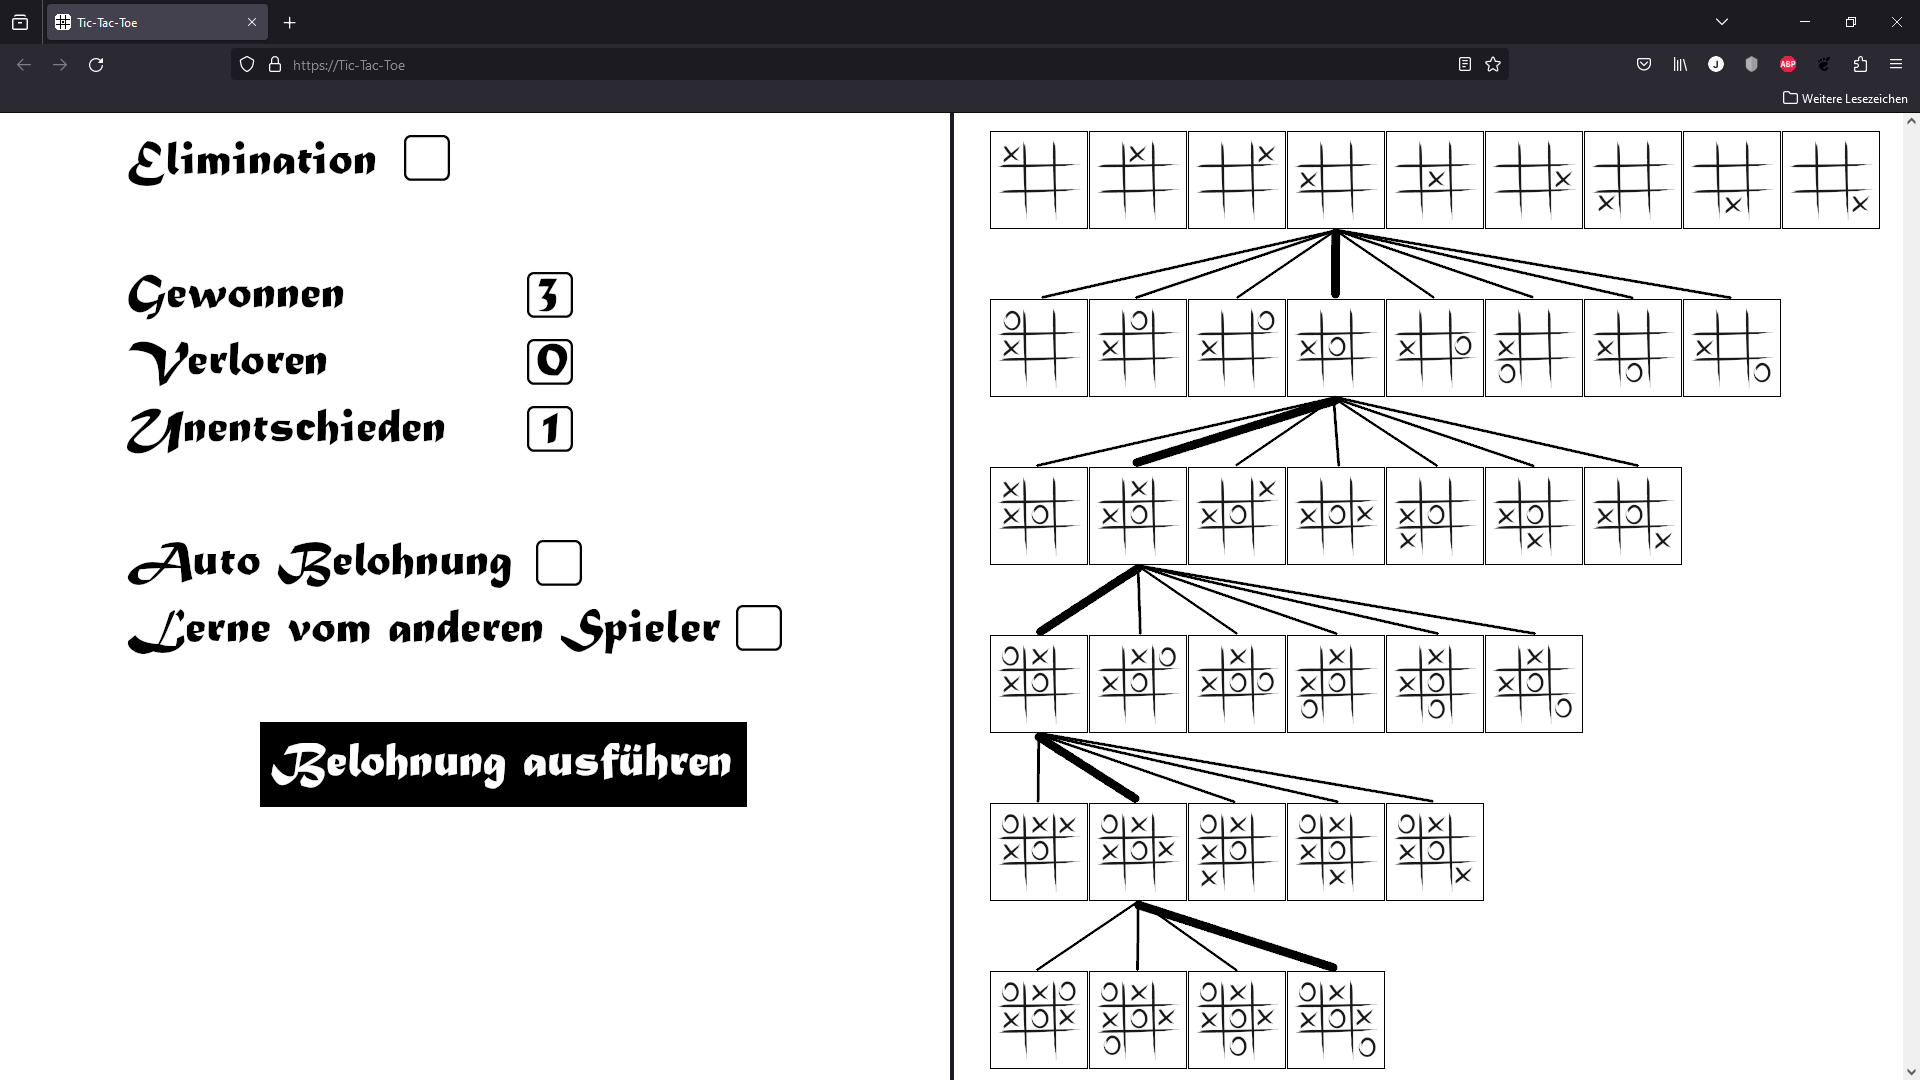 Tic-Tac-Toe
https://Tic-Tac-Toe
J
ABP
Weitere Lesezeichen
Elimination
Gewonnen 3
Verloren 0
Unentschieden 1
Auto Belohnung
Lerne vom anderen Spieler
Belohnung ausführen